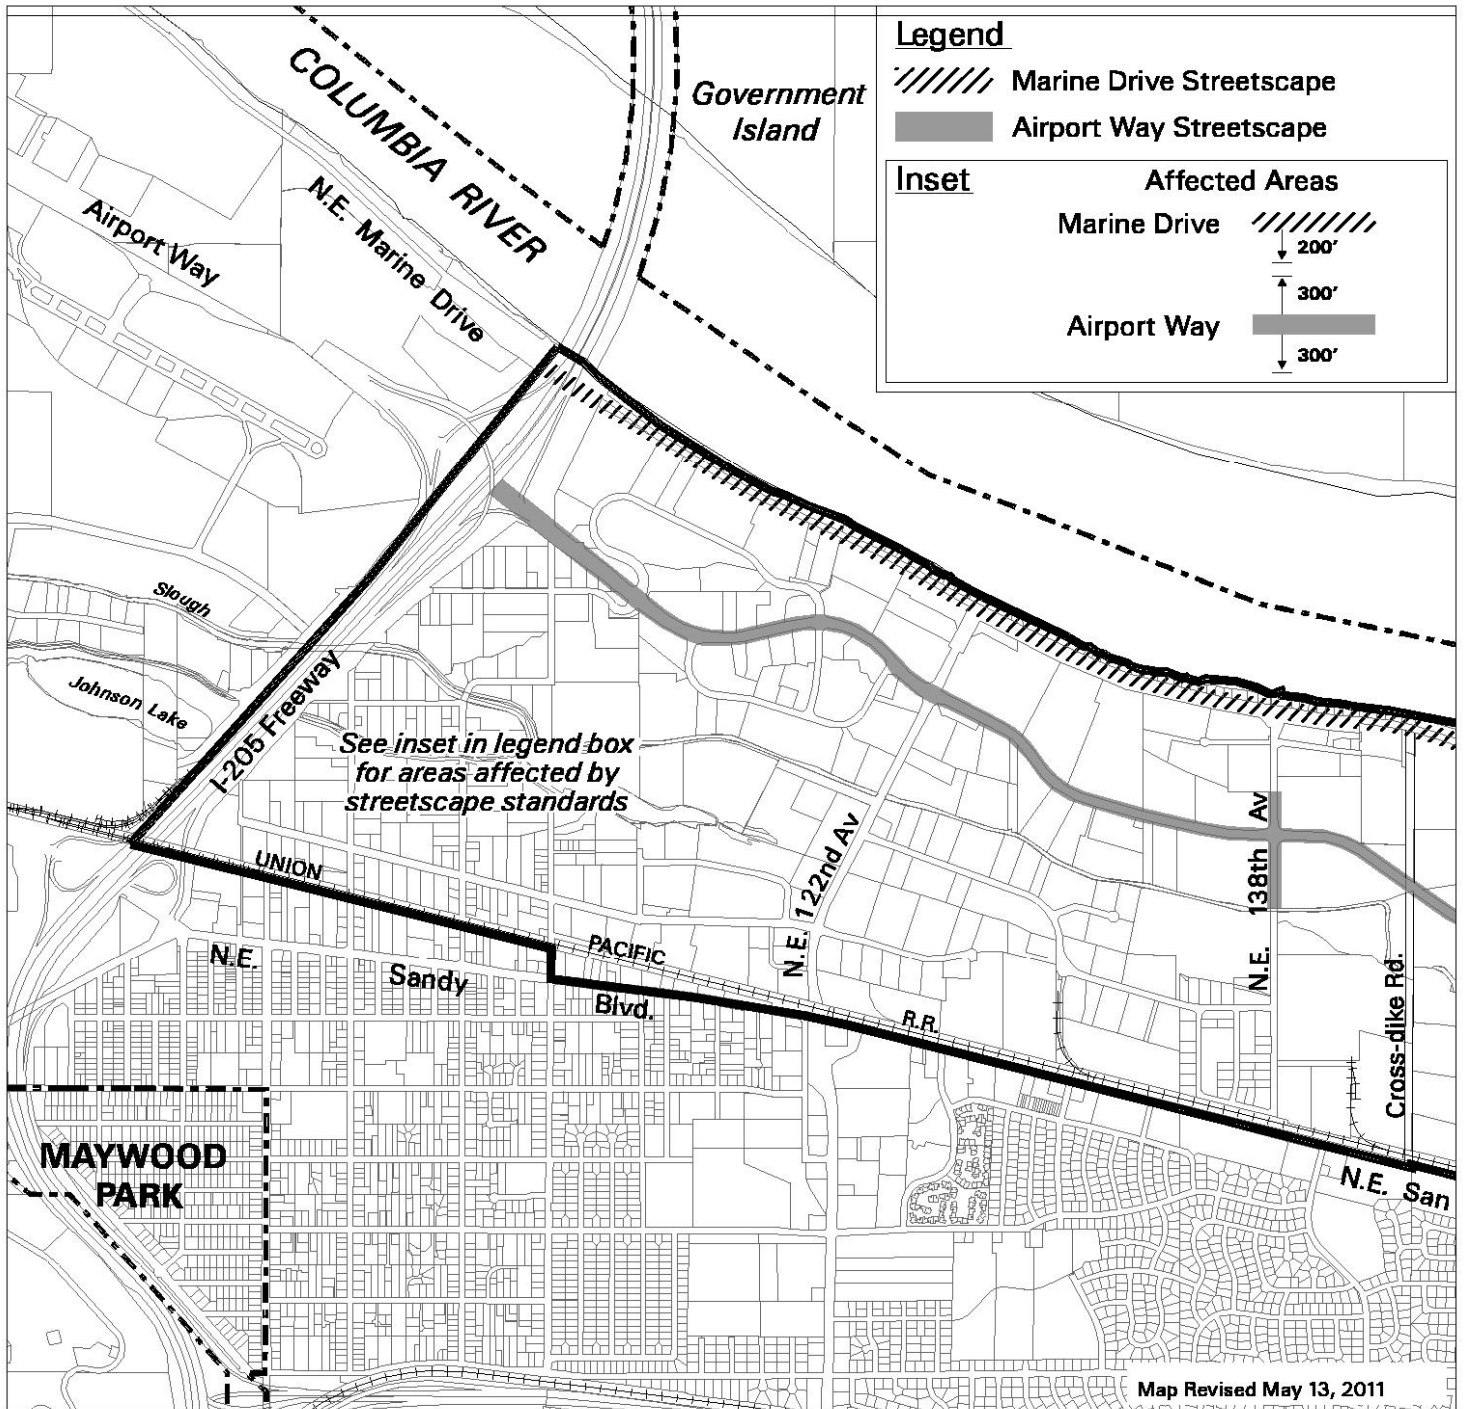 Legend
Marine Drive Streetscape
Airport Way Streetscape
Inset
Affected Areas
Marine Drive
200'
300'
Airport Way
300'
COLUMBIA RIVER
Government
Island
N.E. Marine Drive
Airport Way
Slough
Johnson Lake
I-205 Freeway
See inset in legend box
for areas affected by
streetscape standards
N.E. 122nd Av
N.E. 138th Av
Cross-dike Rd.
UNION PACIFIC R.R.
N.E. Sandy Blvd.
N.E. San
MAYWOOD
PARK
Map Revised May 13, 2011